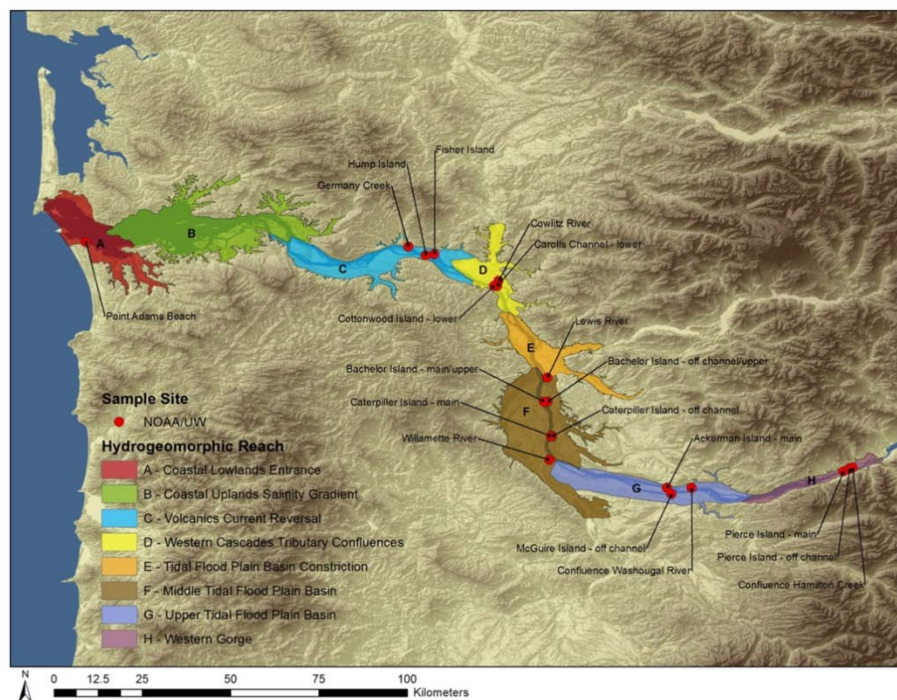 Fisher Island
Hump Island
Germany Creek
Cowlitz River
Carolls Channel - lower
A
B
C
D
Point Adams Beach
Cottonwood Island - lower
Lewis River
E
Bachelor Island - off channel/upper
Bachelor Island - main/upper
Sample Site
Caterpiller Island - main
F
Caterpiller Island - off channel
NOAA/UW
Willamette River
Ackerman Island - main
Hydrogeomorphic Reach
A - Coastal Lowlands Entrance
G
H
B - Coastal Uplands Salinity Gradient
C - Volcanics Current Reversal
Pierce Island - main
D - Western Cascades Tributary Confluences
McGuire Island - off channel
Pierce Island - off channel
E - Tidal Flood Plain Basin Constriction
Confluence Washougal River
Confluence Hamilton Creek
F - Middle Tidal Flood Plain Basin
G - Upper Tidal Flood Plain Basin
H - Western Gorge
N
0 12.5 25 50 75 100
Kilometers